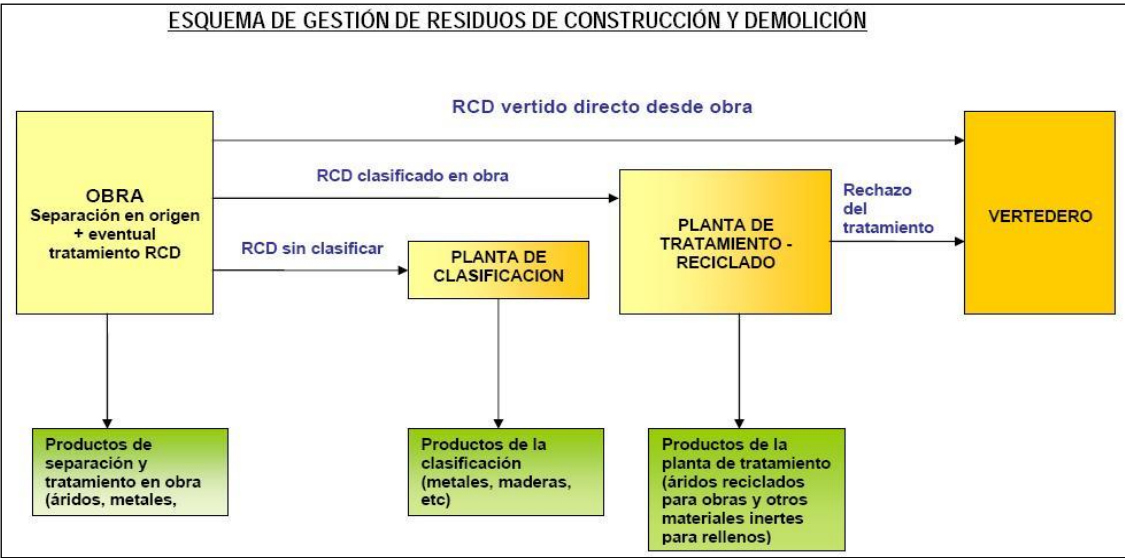 ESQUEMA DE GESTIÓN DE RESIDUOS DE CONSTRUCCIÓN Y DEMOLICIÓN
RCD vertido directo desde obra
OBRA
Separación en origen
+ eventual
tratamiento RCD
RCD clasificado en obra
RCD sin clasificar
PLANTA DE
CLASIFICACION
PLANTA DE
TRATAMIENTO -
RECICLADO
Rechazo
del
tratamiento
VERTEDERO
Productos de
separación y
tratamiento en obra
(áridos, metales,
Productos de la
clasificación
(metales, maderas,
etc)
Productos de la
planta de tratamiento
(áridos reciclados
para obras y otros
materiales inertes
para rellenos)